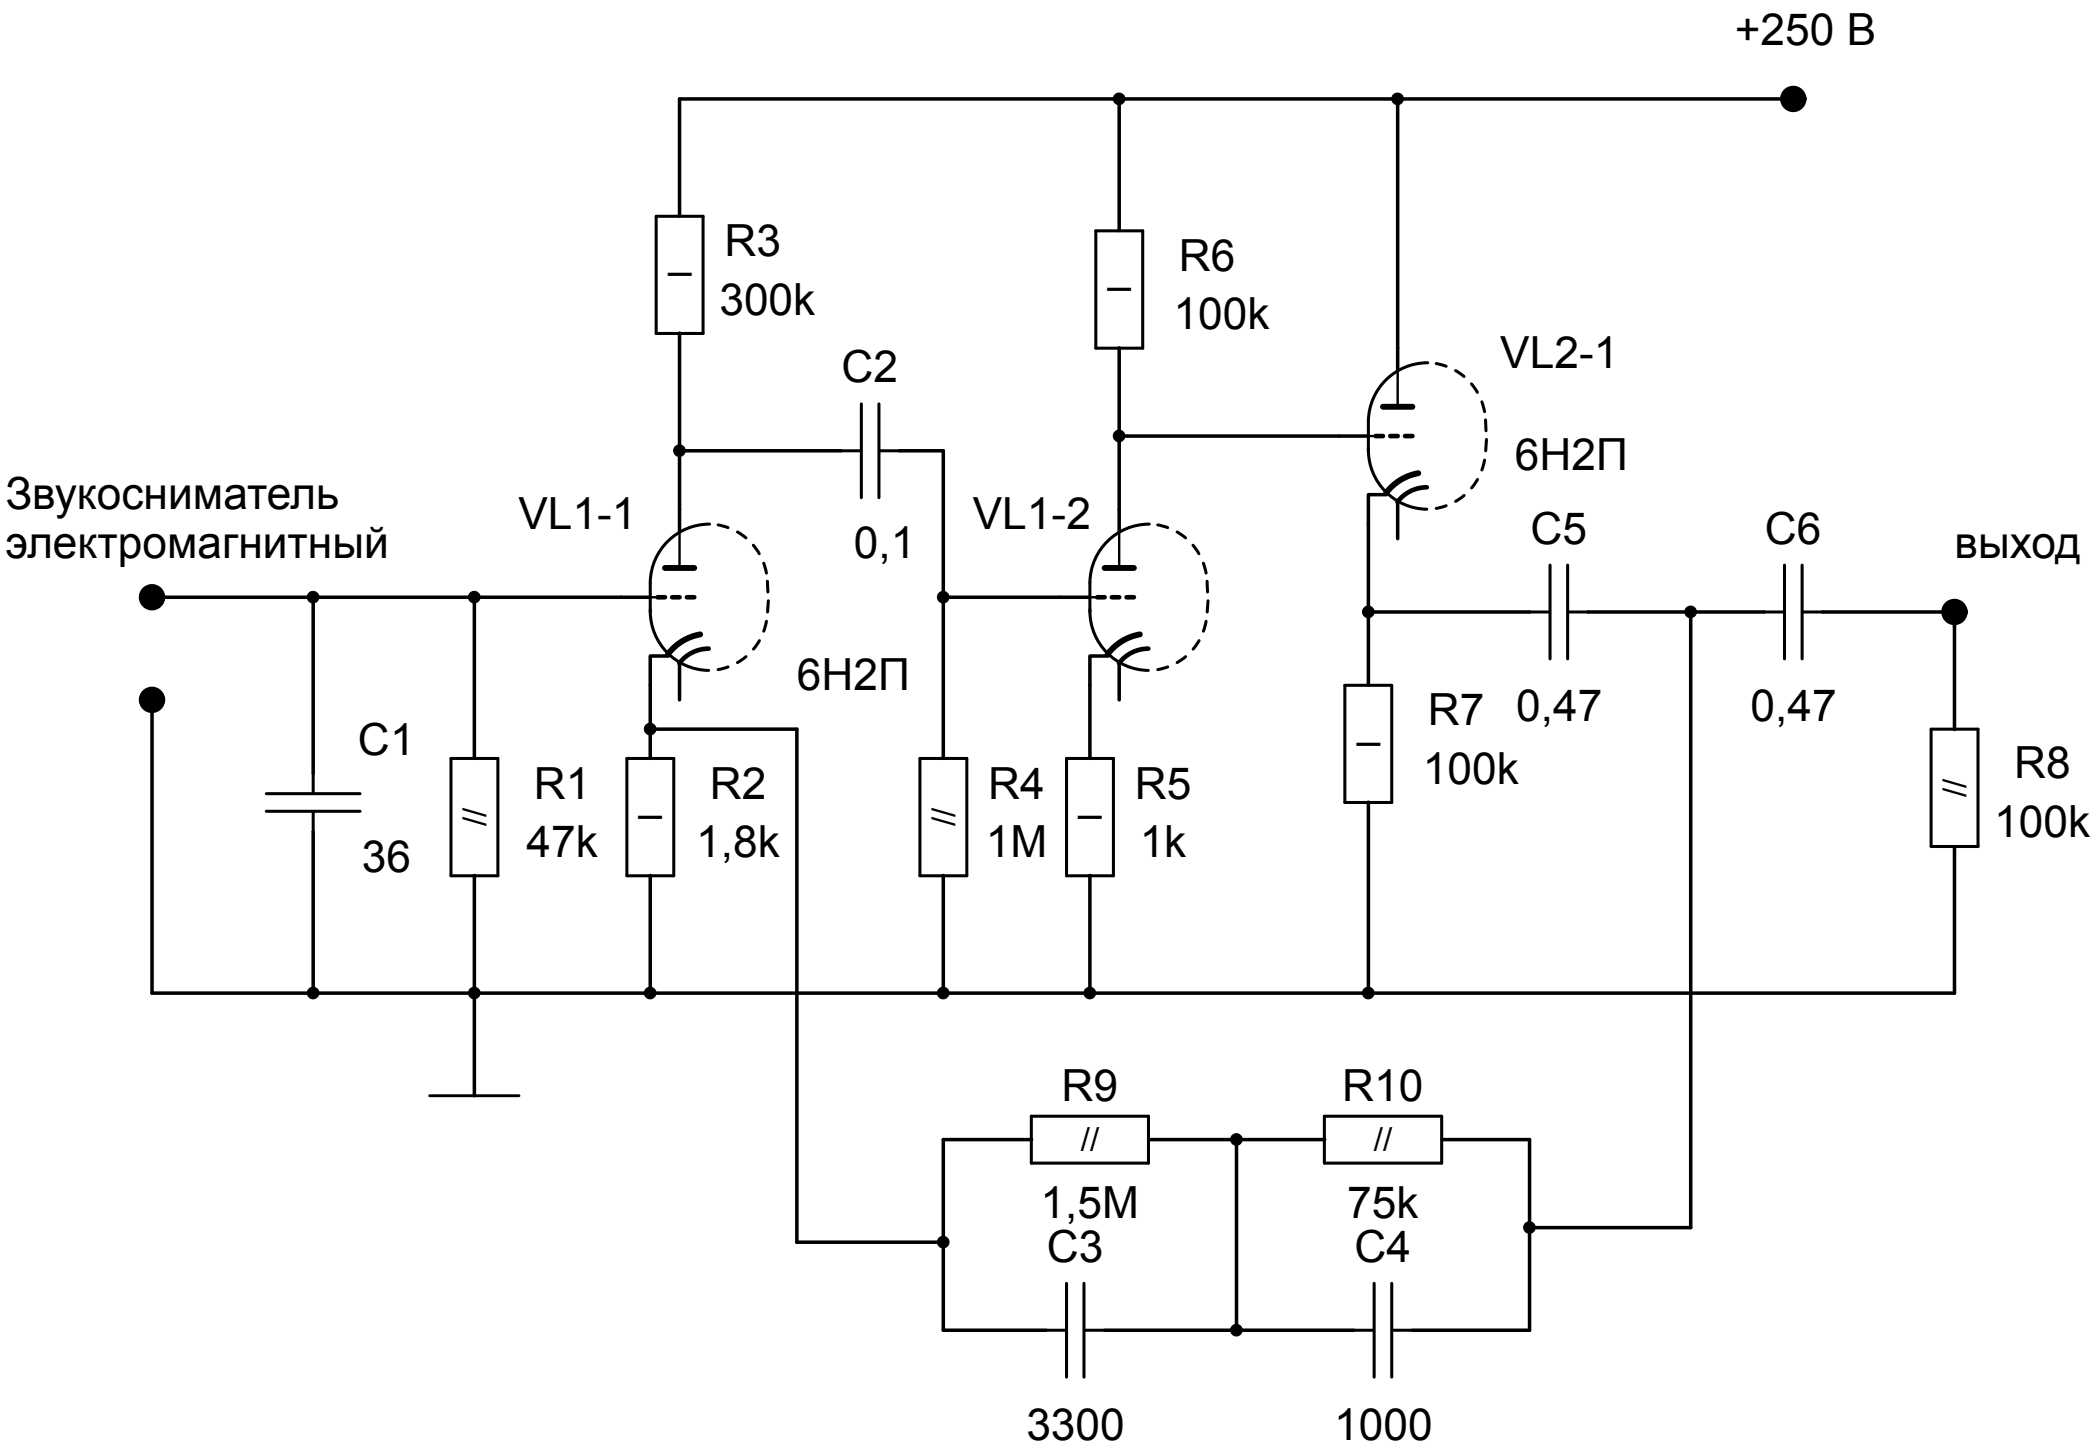 +250 В
R3
300k
R6
100k
C2
0,1
VL2-1
6Н2П
Звукосниматель
электромагнитный
VL1-1
6Н2П
VL1-2
C5
0,47
C6
0,47
выход
C1
36
R1
47k
R2
1,8k
R4
1M
R5
1k
R7
100k
R8
100k
R9
1,5M
R10
75k
C3
3300
C4
1000